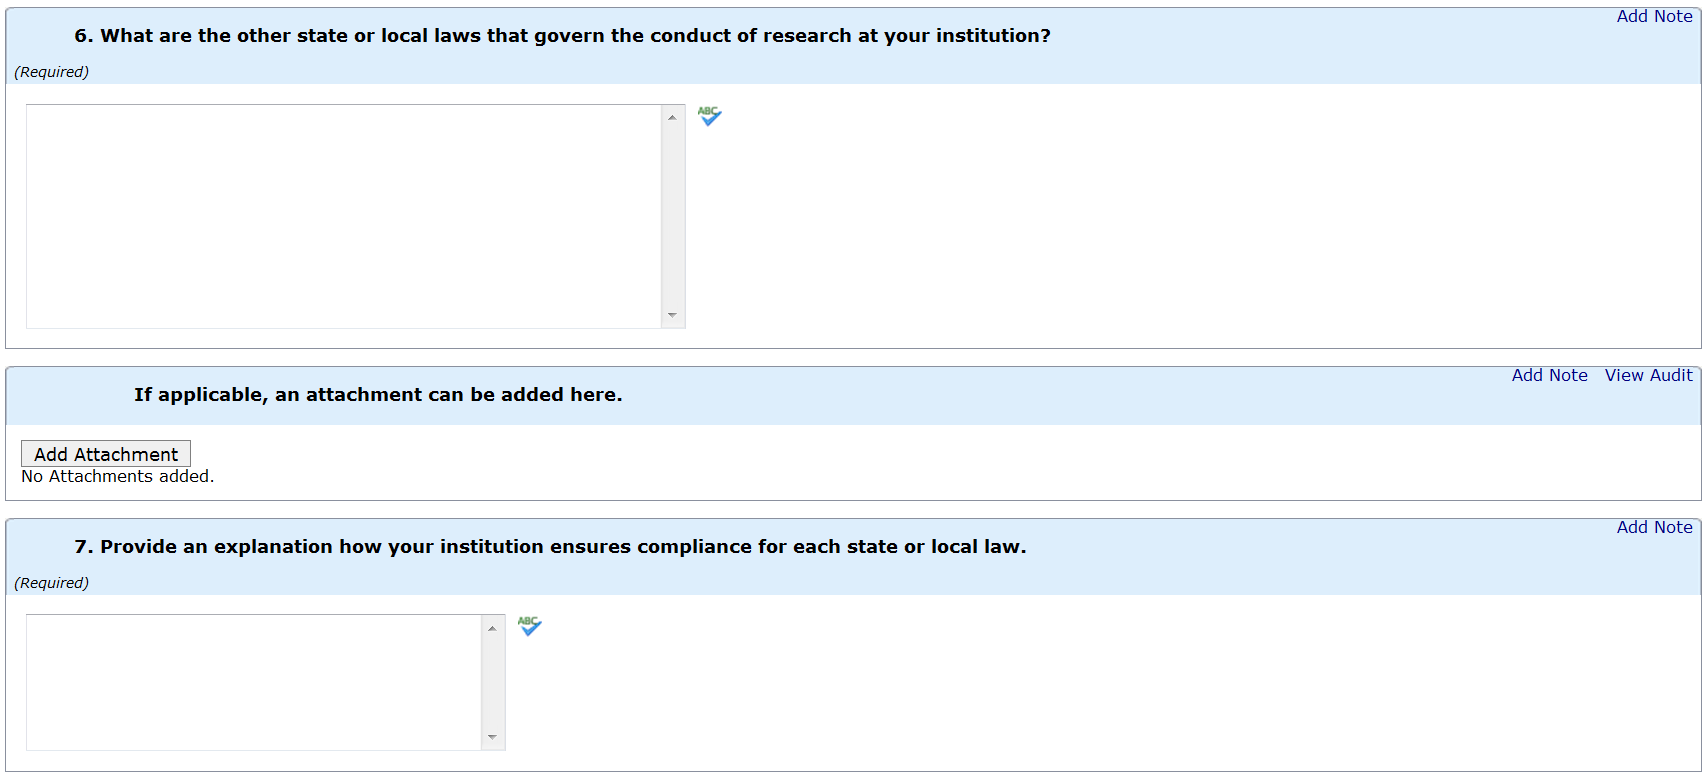 Add Note
6. What are the other state or local laws that govern the conduct of research at your institution?
(Required)
ABC
Add Note View Audit
If applicable, an attachment can be added here.
Add Attachment
No Attachments added.
Add Note
7. Provide an explanation how your institution ensures compliance for each state or local law.
(Required)
ABC